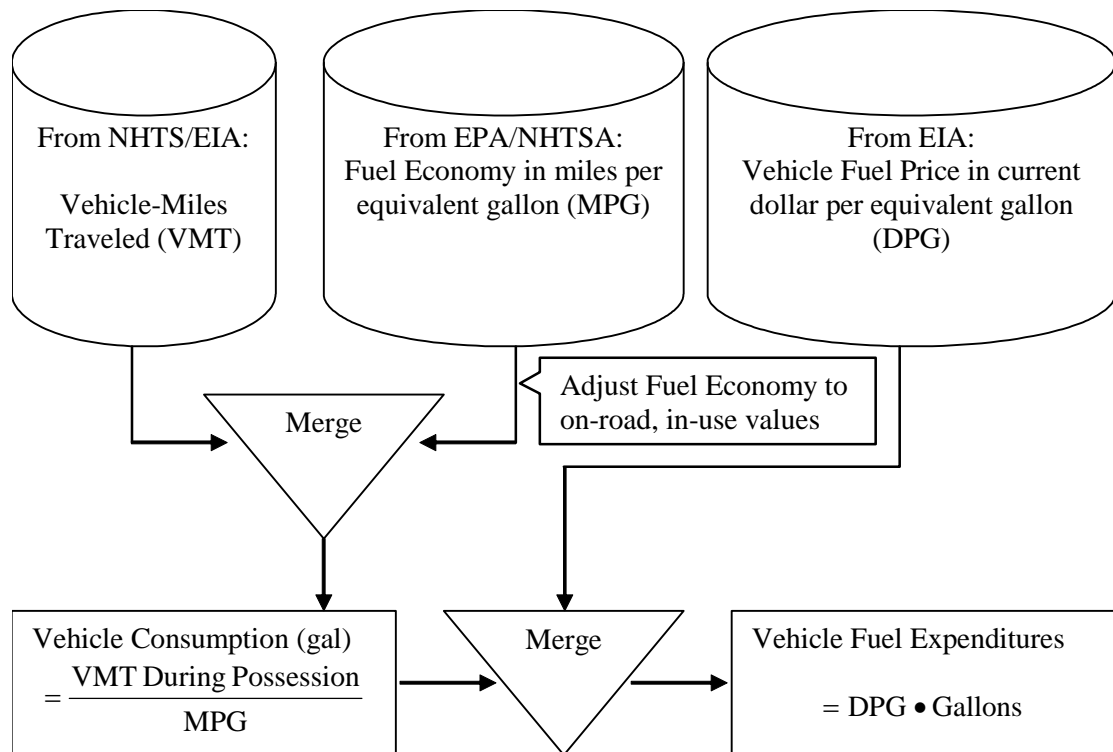 From NHTS/EIA:
Vehicle-Miles
Traveled (VMT)
From EPA/NHTSA:
Fuel Economy in miles per
equivalent gallon (MPG)
From EIA:
Vehicle Fuel Price in current
dollar per equivalent gallon
(DPG)
Adjust Fuel Economy to
on-road, in-use values
Merge
Vehicle Consumption (gal)
= VMT During Possession
MPG
Merge
Vehicle Fuel Expenditures
= DPG • Gallons